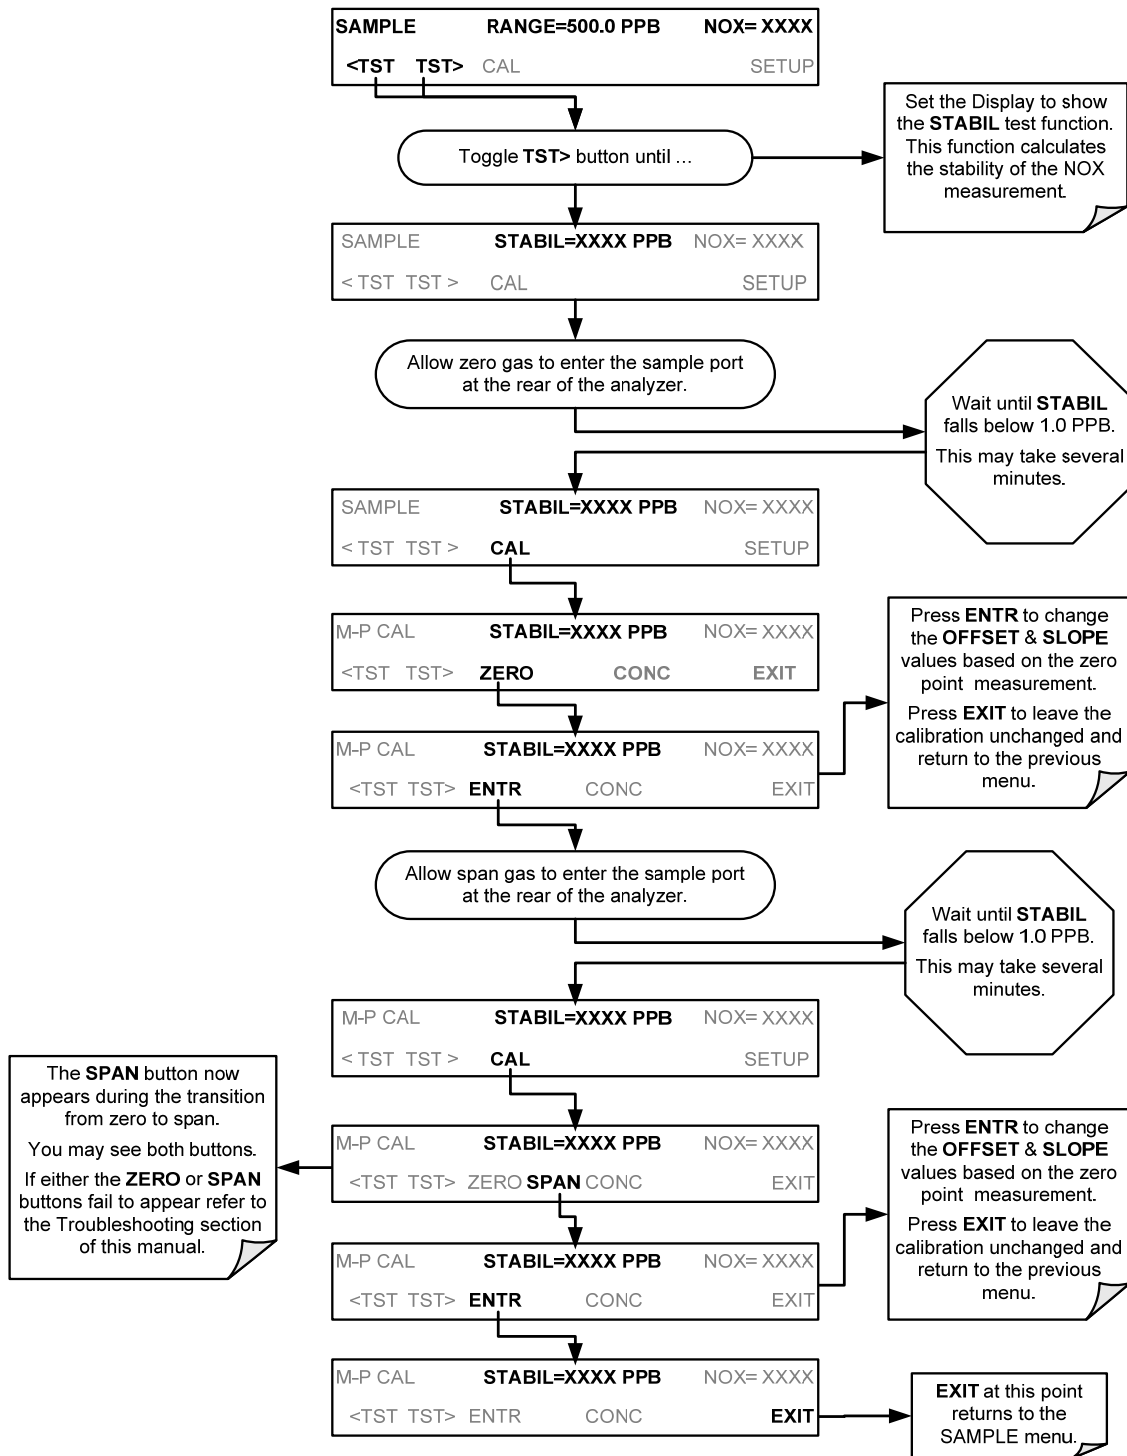 SAMPLE RANGE=500.0 PPB NOX= XXXX
<TST TST> CAL SETUP
Toggle TST> button until ...
Set the Display to show
the STABIL test function.
This function calculates
the stability of the NOX
measurement.
SAMPLE STABIL=XXXX PPB NOX= XXXX
< TST TST > CAL SETUP
Allow zero gas to enter the sample port
at the rear of the analyzer.
Wait until STABIL
falls below 1.0 PPB.
This may take several
minutes.
SAMPLE STABIL=XXXX PPB NOX= XXXX
< TST TST > CAL SETUP
M-P CAL STABIL=XXXX PPB NOX= XXXX
<TST TST> ZERO CONC EXIT
M-P CAL STABIL=XXXX PPB NOX= XXXX
<TST TST> ENTR CONC EXIT
Press ENTR to change
the OFFSET & SLOPE
values based on the zero
point measurement.
Press EXIT to leave the
calibration unchanged and
return to the previous
menu.
Allow span gas to enter the sample port
at the rear of the analyzer.
Wait until STABIL
falls below 1.0 PPB.
This may take several
minutes.
M-P CAL STABIL=XXXX PPB NOX= XXXX
< TST TST > CAL SETUP
The SPAN button now
appears during the transition
from zero to span.
You may see both buttons.
If either the ZERO or SPAN
buttons fail to appear refer to
the Troubleshooting section
of this manual.
M-P CAL STABIL=XXXX PPB NOX= XXXX
<TST TST> ZERO SPAN CONC EXIT
M-P CAL STABIL=XXXX PPB NOX= XXXX
<TST TST> ENTR CONC EXIT
Press ENTR to change
the OFFSET & SLOPE
values based on the zero
point measurement.
Press EXIT to leave the
calibration unchanged and
return to the previous
menu.
M-P CAL STABIL=XXXX PPB NOX= XXXX
<TST TST> ENTR CONC EXIT
EXIT at this point
returns to the
SAMPLE menu.